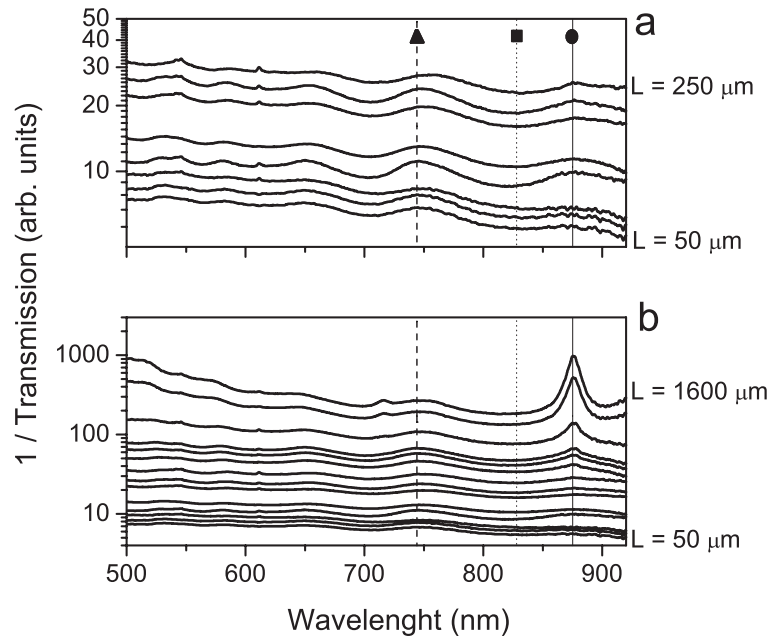 a
50
40
30
20
10
L = 250 μm
L = 50 μm
1 / Transmission (arb. units)
b
1000
100
10
L = 1600 μm
L = 50 μm
500 600 700 800 900
Wavelenght (nm)